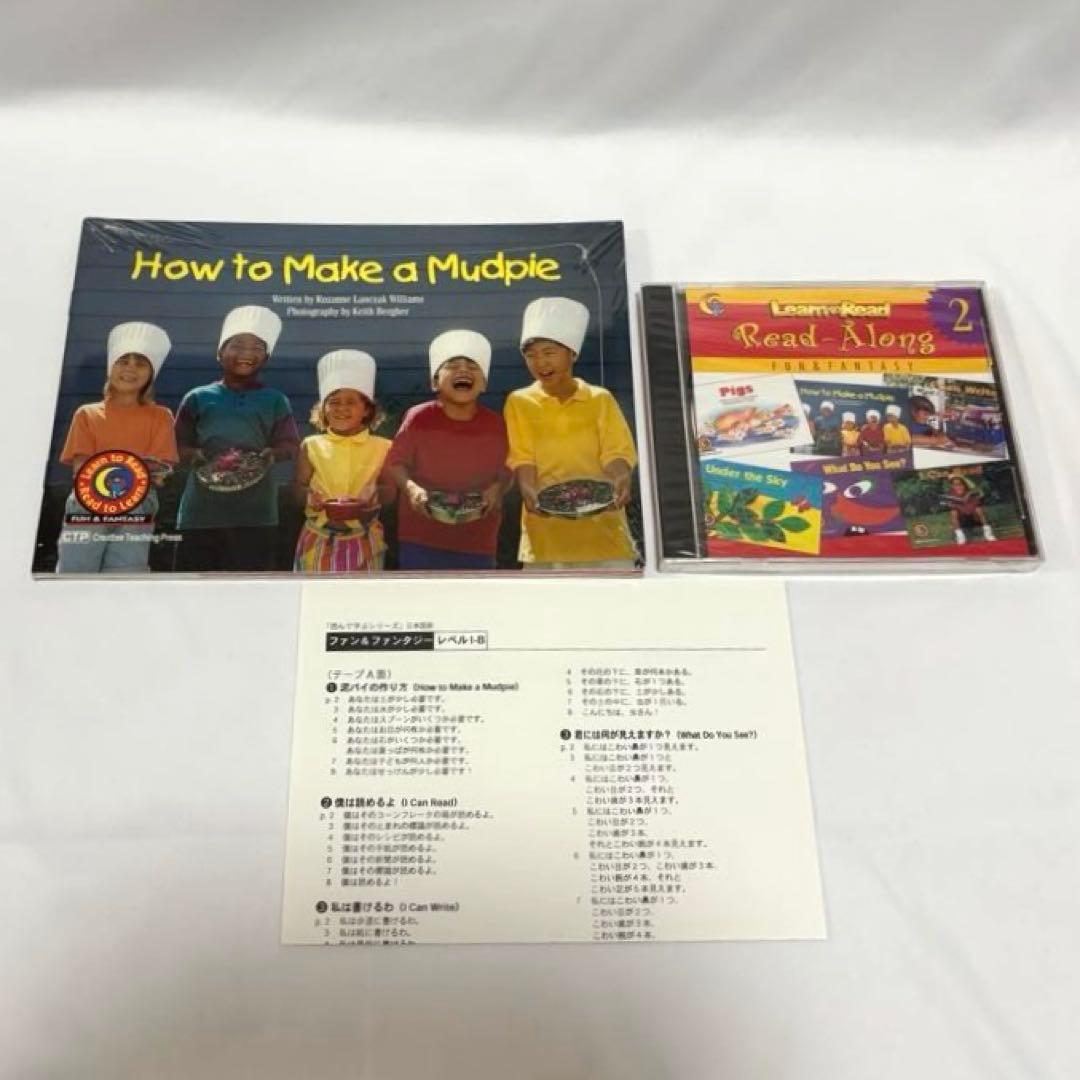 How to Make a Mudpie
Written by Rozanne Lanczak Williams
Photography by Keith Bergher
Learn to Read
Read to Learn
FUN & FANTASY
CTP Creative Teaching Press
Learn to Read
Read-Along
2
FUN & FANTASY
Pigs
How to Make a Mudpie
Under the Sky
What Do You See?
「読んで学ぶシリーズ」日本語訳
ファン&ファンタジー レベル1-B
(テープA面)
❶ 泥パイの作り方 (How to Make a Mudpie)
p. 2 あなたは土が少し必要です。
3 あなたは水が少し必要です。
4 あなたはスプーンがいくつか必要です。
5 あなたはお皿が何枚か必要です。
6 あなたは石がいくつか必要です。
あなたは葉っぱが何枚か必要です。
7 あなたは子どもが何人か必要です。
8 あなたはせっけんが少し必要です!
❷ 僕は読めるよ (I Can Read)
p. 2 僕はそのコーンフレークの箱が読めるよ。
3 僕はそのとまれの標識が読めるよ。
4 僕はそのレシピが読めるよ。
5 僕はその手紙が読めるよ。
6 僕はその新聞が読めるよ。
7 僕はその標識が読めるよ。
8 僕は読めるよ!
❸ 私は書けるわ (I Can Write)
p. 2 私は歩道に書けるわ。
3 私は紙に書けるわ。
4 その花の下に、葉が何本かある。
5 その葉の下に、石が1つある。
6 その石の下に、土が少しある。
7 その土の中に、虫が1匹いる。
8 こんにちは、虫さん!
❸ 君には何が見えますか? (What Do You See?)
p. 2 私にはこわい鼻が1つ見えます。
3 私にはこわい鼻が1つと
こわい目が2つ見えます。
4 私にはこわい鼻が1つ、
こわい目が2つ、それと
こわい歯が3本見えます。
5 私にはこわい鼻が1つ、
こわい目が2つ、
こわい歯が3本、
それとこわい腕が4本見えます。
6 私にはこわい鼻が1つ、
こわい目が2つ、こわい歯が3本、
こわい腕が4本、それと
こわい足が5本見えます。
7 私にはこわい鼻が1つ、
こわい目が2つ、
こわい歯が3本、
こわい腕が4本、